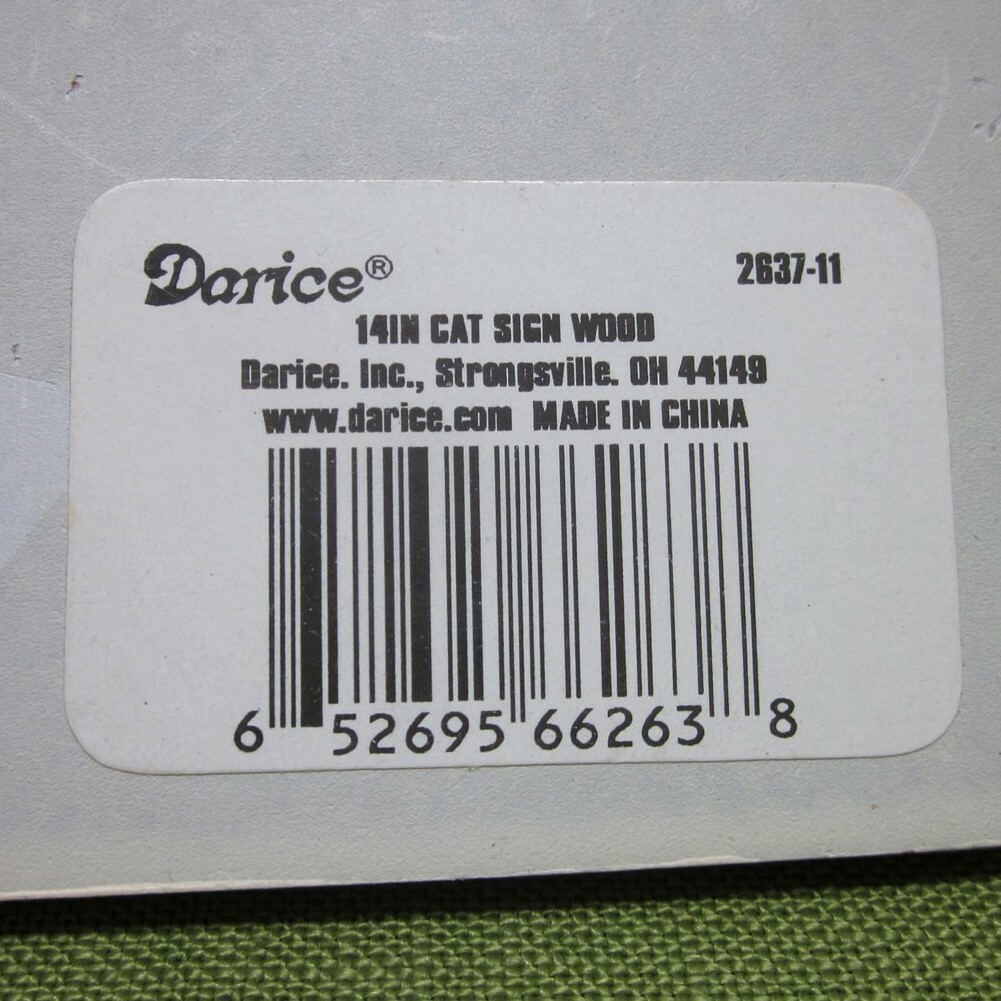 Darice® 2637-11
14IN CAT SIGN WOOD
Darice. Inc., Strongsville. OH 44149
www.darice.com MADE IN CHINA
6 52695 66263 8